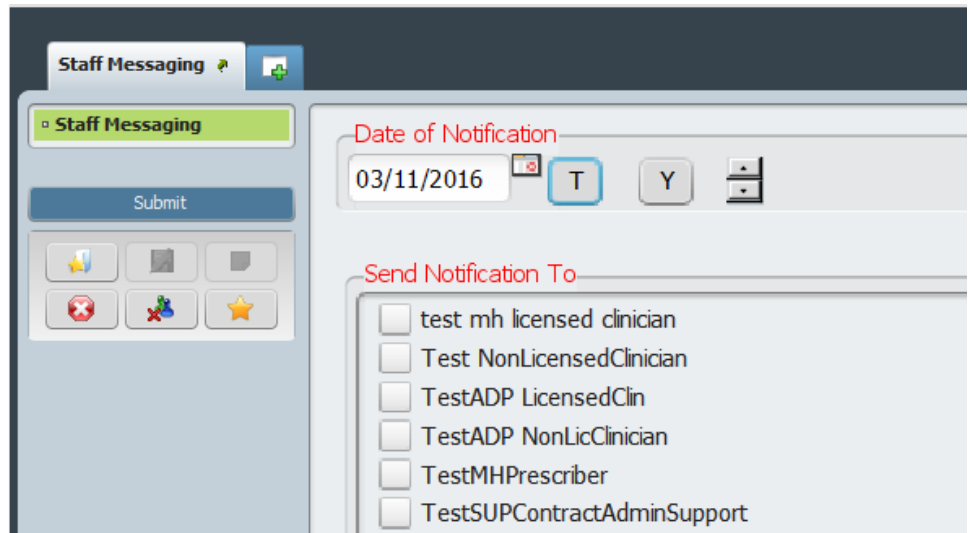 Staff Messaging
Staff Messaging
Submit
Date of Notification
03/11/2016 T Y
Send Notification To
test mh licensed clinician
Test NonLicensedClinician
TestADP LicensedClin
TestADP NonLicClinician
TestMHPrescriber
TestSUPContractAdminSupport